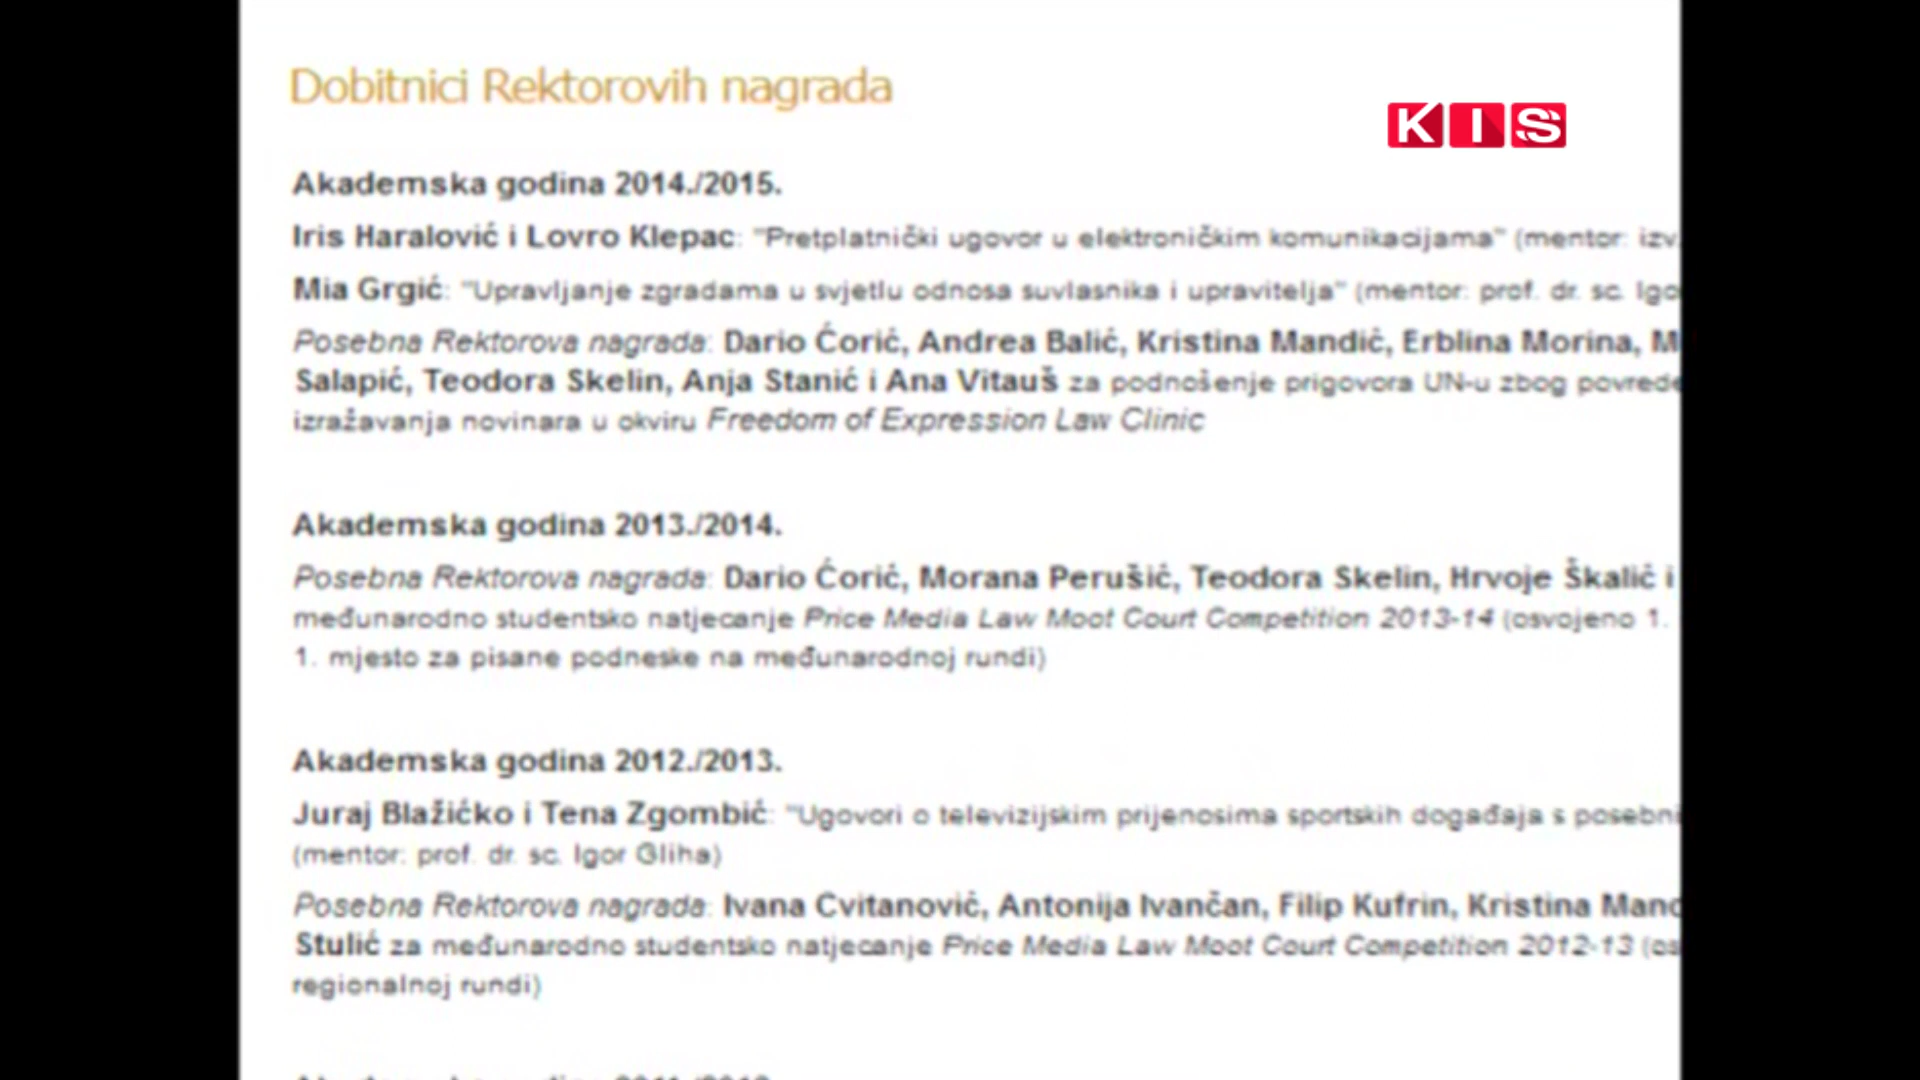 Dobitnici Rektorovih nagrada
KIS
Akademska godina 2014./2015.
Iris Haralović i Lovro Klepac: "Pretplatnički ugovor u elektroničkim komunikacijama" (mentor: izv.
Mia Grgić: "Upravljanje zgradama u svjetlu odnosa suvlasnika i upravitelja" (mentor: prof. dr. sc. Igo
Posebna Rektorova nagrada: Dario Ćorić, Andrea Balić, Kristina Mandić, Erblina Morina, M
Salapić, Teodora Skelin, Anja Stanić i Ana Vitauš za podnošenje prigovora UN-u zbog povrede
izražavanja novinara u okviru Freedom of Expression Law Clinic
Akademska godina 2013./2014.
Posebna Rektorova nagrada: Dario Ćorić, Morana Perušić, Teodora Skelin, Hrvoje Škalić i
međunarodno studentsko natjecanje Price Media Law Moot Court Competition 2013-14 (osvojeno 1.
1. mjesto za pisane podneske na međunarodnoj rundi)
Akademska godina 2012./2013.
Juraj Blažićko i Tena Zgombić: "Ugovori o televizijskim prijenosima sportskih događaja s posebni
(mentor: prof. dr. sc. Igor Gliha)
Posebna Rektorova nagrada: Ivana Cvitanović, Antonija Ivančan, Filip Kufrin, Kristina Mand
Stulić za međunarodno studentsko natjecanje Price Media Law Moot Court Competition 2012-13 (os
regionalnoj rundi)